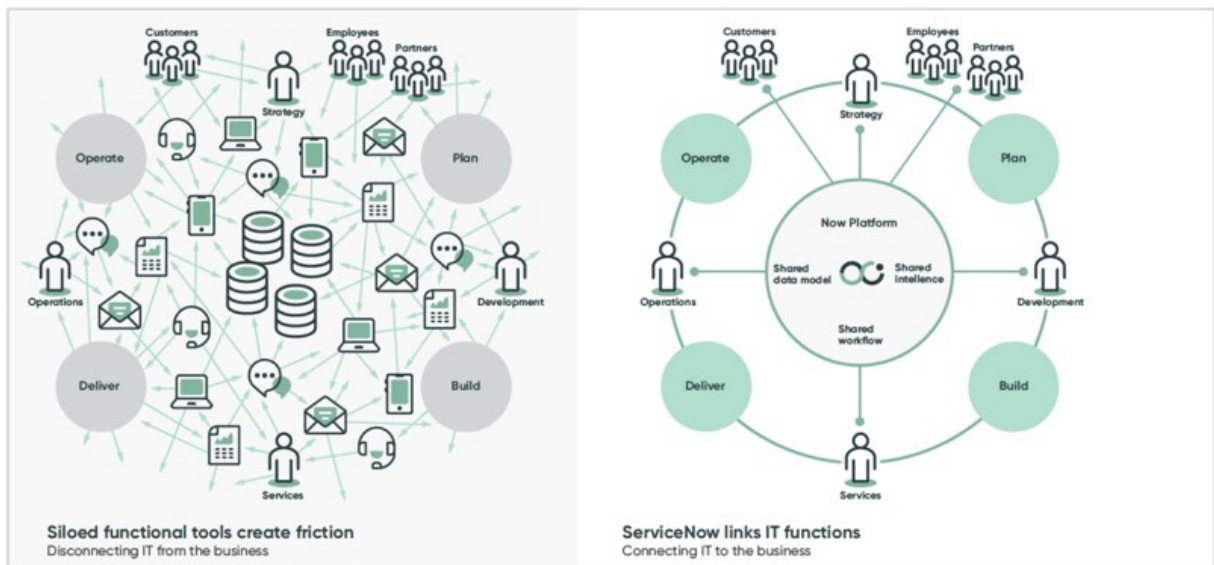 Customers
Employees
Partners
Strategy
Operate
Plan
Operations
Development
Deliver
Build
Services
Siloed functional tools create friction
Disconnecting IT from the business
Customers
Employees
Partners
Strategy
Operate
Plan
Now Platform
Shared
data model
Shared
intellence
Operations
Development
Shared
workflow
Deliver
Build
Services
ServiceNow links IT functions
Connecting IT to the business